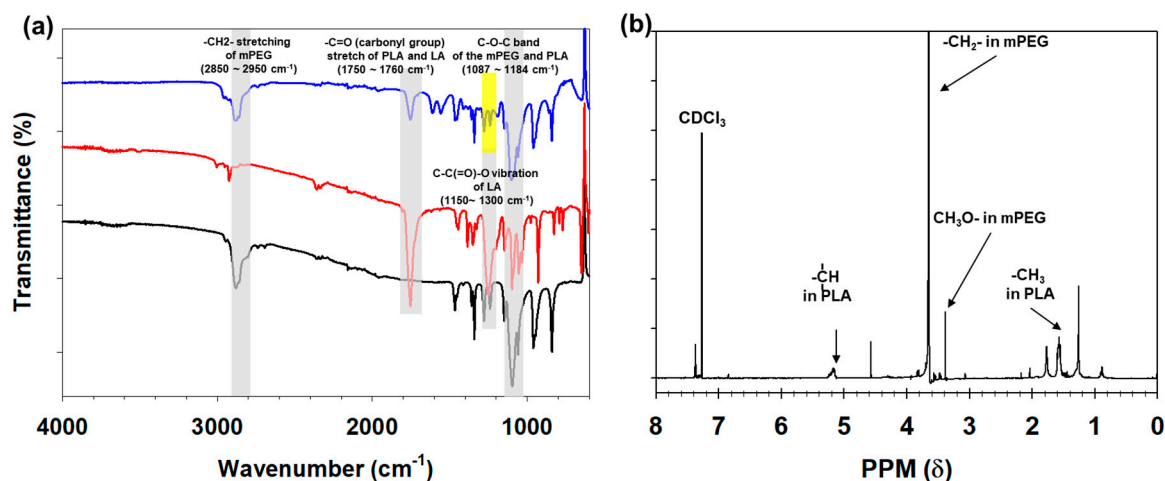 (a)
-CH2- stretching
of mPEG
(2850 ~ 2950 cm⁻¹)
-C=O (carbonyl group)
stretch of PLA and LA
(1750 ~ 1760 cm⁻¹)
C-O-C band
of the mPEG and PLA
(1087 ~ 1184 cm⁻¹)
C-C(=O)-O vibration
of LA
(1150~ 1300 cm⁻¹)
Transmittance (%)
4000 3000 2000 1000
Wavenumber (cm⁻¹)
(b)
-CH₂- in mPEG
CDCl₃
CH₃O- in mPEG
-CH
in PLA
-CH₃
in PLA
8 7 6 5 4 3 2 1 0
PPM (δ)